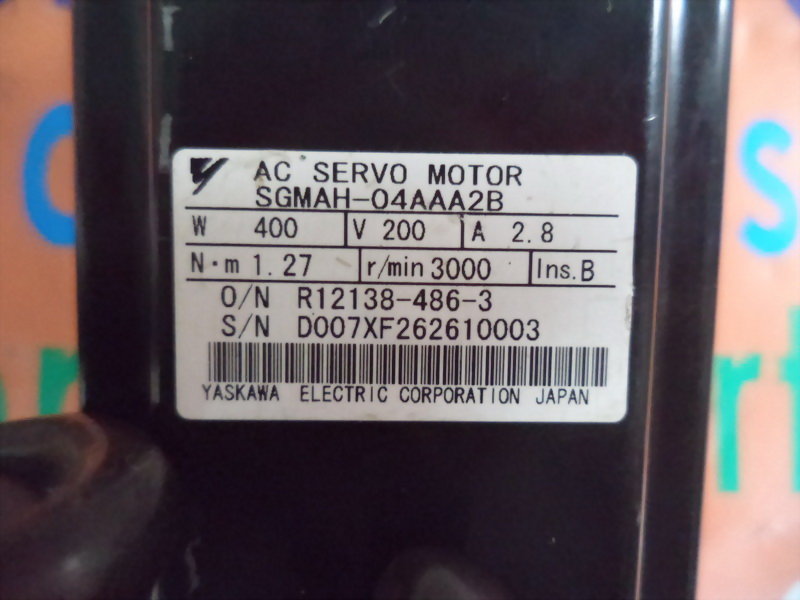 AC SERVO MOTOR
SGMAH-04AAA2B
W 400 V 200 A 2.8
N・m 1.27 r/min 3000 Ins.B
O/N R12138-486-3
S/N D007XF262610003
YASKAWA ELECTRIC CORPORATION JAPAN